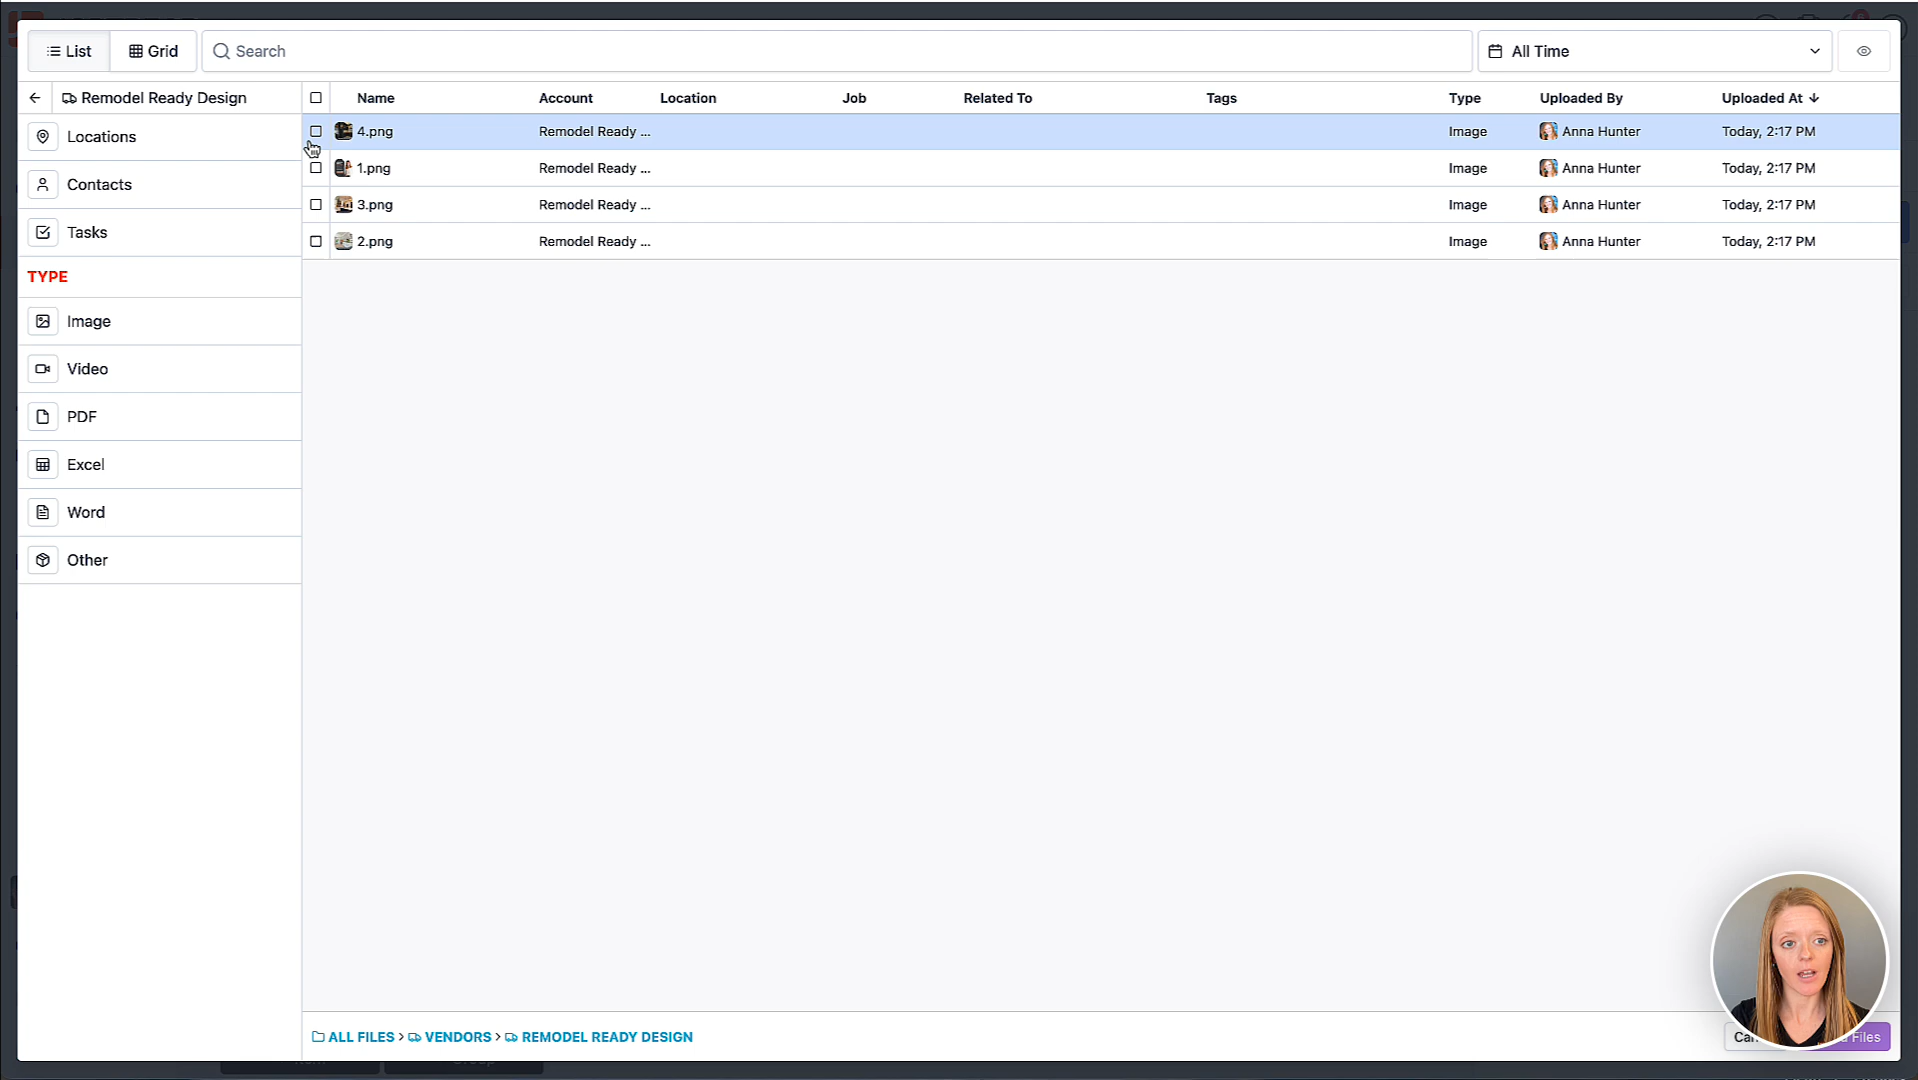 List
Grid
Search
All Time
Remodel Ready Design
Name
Account
Location
Job
Related To
Tags
Type
Uploaded By
Uploaded At
Locations
Contacts
Tasks
TYPE
Image
Video
PDF
Excel
Word
Other
4.png Remodel Ready ... Image Anna Hunter Today, 2:17 PM
1.png Remodel Ready ... Image Anna Hunter Today, 2:17 PM
3.png Remodel Ready ... Image Anna Hunter Today, 2:17 PM
2.png Remodel Ready ... Image Anna Hunter Today, 2:17 PM
ALL FILES > VENDORS > REMODEL READY DESIGN
Files